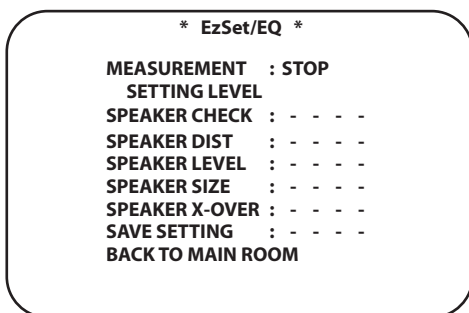 * EzSet/EQ *
MEASUREMENT : STOP
SETTING LEVEL
SPEAKER CHECK : - - - -
SPEAKER DIST : - - - -
SPEAKER LEVEL : - - - -
SPEAKER SIZE : - - - -
SPEAKER X-OVER : - - - -
SAVE SETTING : - - - -
BACK TO MAIN ROOM